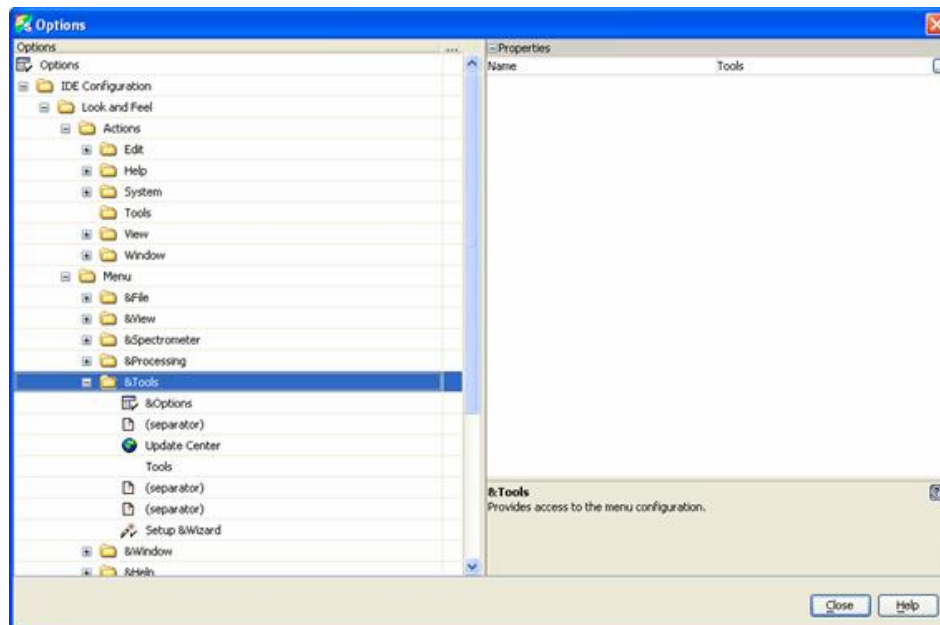 Options
Options ...
Options
IDE Configuration
Look and Feel
Actions
Edit
Help
System
Tools
View
Window
Menu
&File
&View
&Spectrometer
&Processing
&Tools
&Options
(separator)
Update Center
Tools
(separator)
(separator)
Setup &Wizard
&Window
&Help
Properties
Name Tools
&Tools
Provides access to the menu configuration.
Close Help